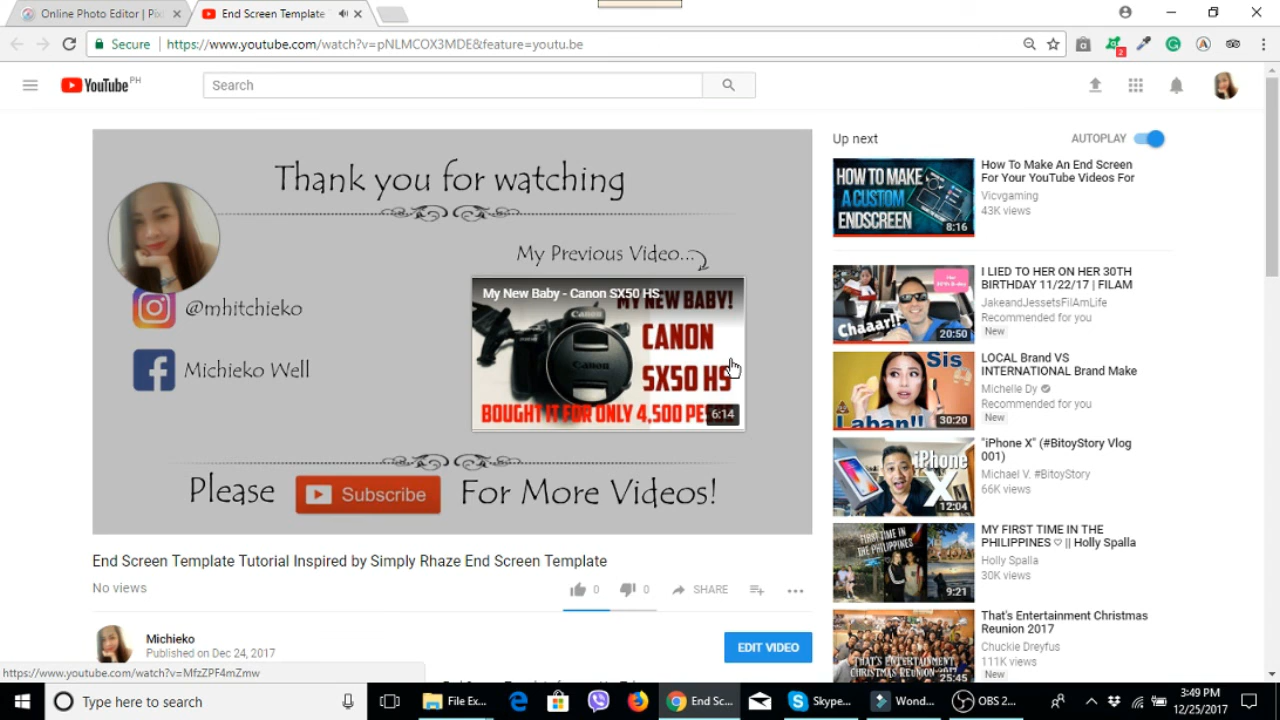 Online Photo Editor | Pix
End Screen Template
Secure
https://www.youtube.com/watch?v=pNLMCOX3MDE&feature=youtu.be
2
YouTube PH
Search
Thank you for watching
My Previous Video...
My New Baby - Canon SX50 HS
MY NEW BABY!
CANON
SX50 HS
BOUGHT IT FOR ONLY 4,500
6:14
Canon
@mhitchieko
Michieko Well
Please
Subscribe
For More Videos!
End Screen Template Tutorial Inspired by Simply Rhaze End Screen Template
No views
0
0
SHARE
Michieko
Published on Dec 24, 2017
EDIT VIDEO
https://www.youtube.com/watch?v=MfzZPF4mZmw
Up next
AUTOPLAY
HOW TO MAKE
A CUSTOM
ENDSCREEN
8:16
How To Make An End Screen
For Your YouTube Videos For
Vicvgaming
43K views
Chaaar!!
20:50
I LIED TO HER ON HER 30TH
BIRTHDAY 11/22/17 | FILAM
JakeandJessetsFilAmLife
Recommended for you
New
Sis
Laban!!
30:20
LOCAL Brand VS
INTERNATIONAL Brand Make
Michelle Dy
Recommended for you
New
iPhone
X
12:04
"iPhone X" (#BitoyStory Vlog
001)
Michael V. #BitoyStory
66K views
FIRST TIME IN
THE PHILIPPINES
9:21
MY FIRST TIME IN THE
PHILIPPINES ♡ || Holly Spalla
Holly Spalla
30K views
THAT'S ENTERTAINMENT
CHRISTMAS REUNION 2017
25:45
That's Entertainment Christmas
Reunion 2017
Chuckie Dreyfus
111K views
New
Type here to search
File Ex...
End Sc...
Skype...
Wond...
OBS 2...
3:49 PM
12/25/2017